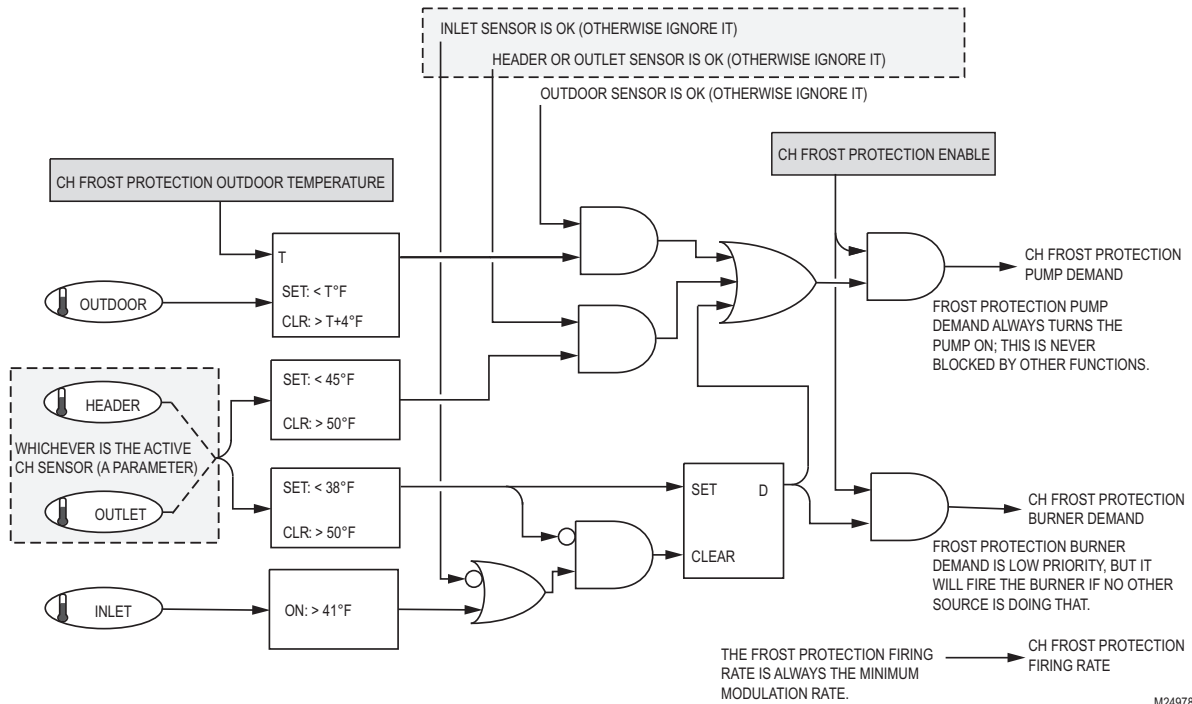 INLET SENSOR IS OK (OTHERWISE IGNORE IT)
HEADER OR OUTLET SENSOR IS OK (OTHERWISE IGNORE IT)
OUTDOOR SENSOR IS OK (OTHERWISE IGNORE IT)
CH FROST PROTECTION ENABLE
CH FROST PROTECTION OUTDOOR TEMPERATURE
T
SET: < T°F
CLR: > T+4°F
OUTDOOR
CH FROST PROTECTION
PUMP DEMAND
FROST PROTECTION PUMP
DEMAND ALWAYS TURNS THE
PUMP ON; THIS IS NEVER
BLOCKED BY OTHER FUNCTIONS.
HEADER
WHICHEVER IS THE ACTIVE
CH SENSOR (A PARAMETER)
OUTLET
SET: < 45°F
CLR: > 50°F
SET: < 38°F
CLR: > 50°F
SET D
CLEAR
CH FROST PROTECTION
BURNER DEMAND
FROST PROTECTION BURNER
DEMAND IS LOW PRIORITY, BUT IT
WILL FIRE THE BURNER IF NO OTHER
SOURCE IS DOING THAT.
INLET
ON: > 41°F
THE FROST PROTECTION FIRING
RATE IS ALWAYS THE MINIMUM
MODULATION RATE.
CH FROST PROTECTION
FIRING RATE
M24978